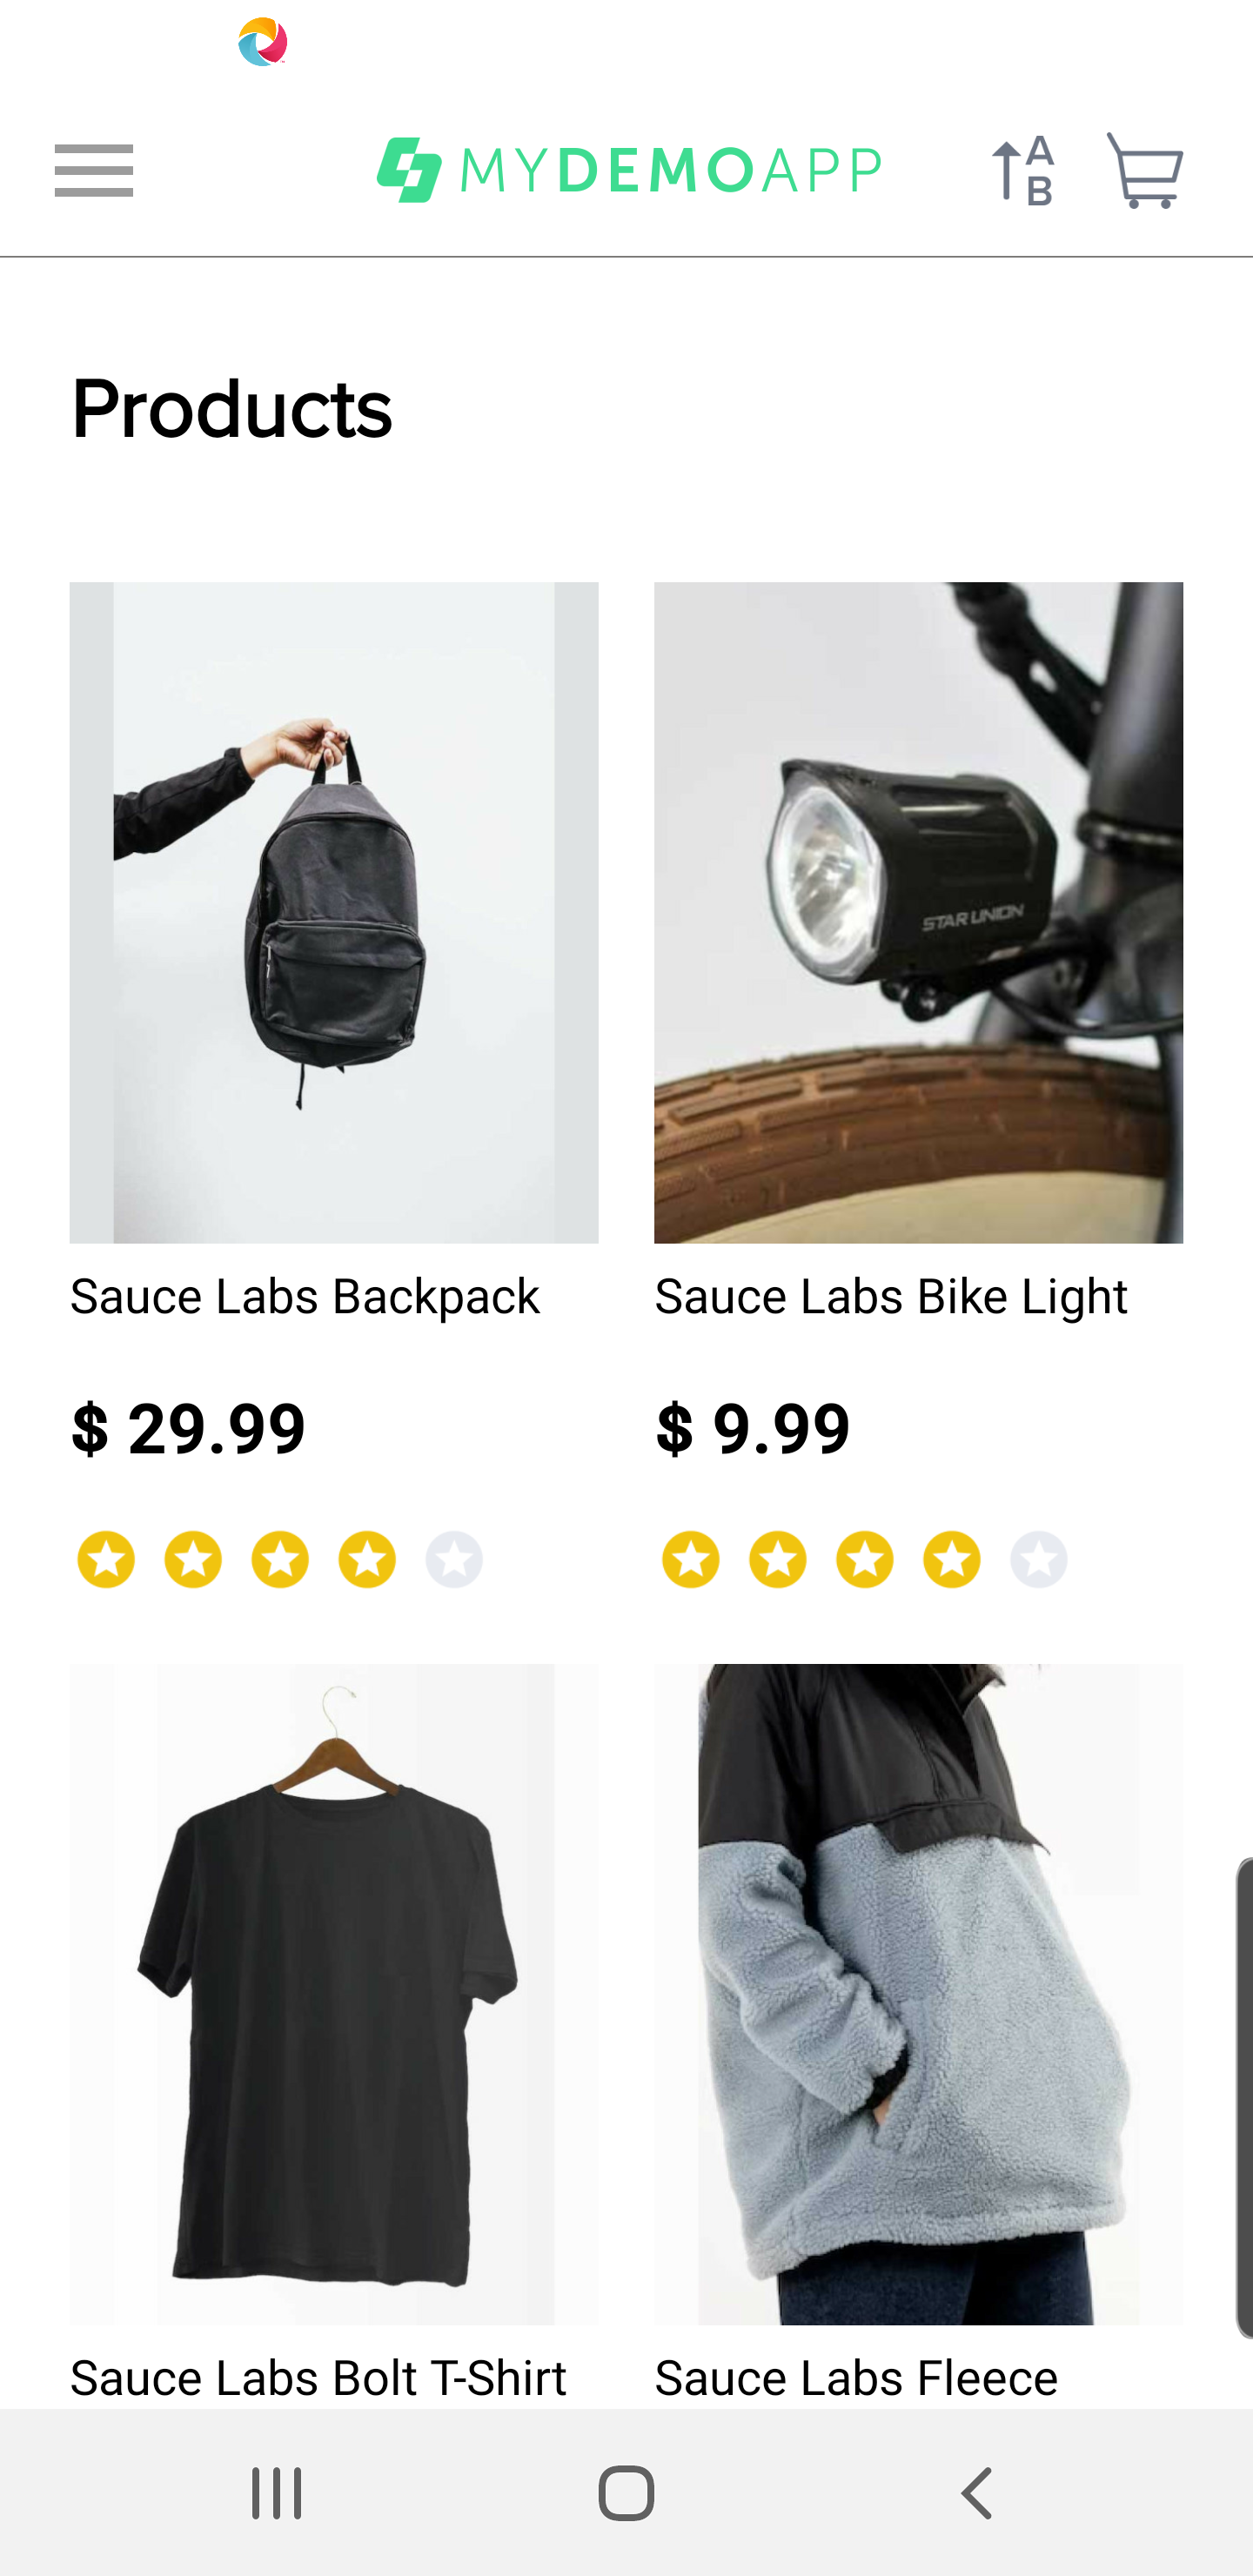 MYDEMOAPP
A
B
Products
STAR UNION
Sauce Labs Backpack
Sauce Labs Bike Light
$ 29.99
$ 9.99
Sauce Labs Bolt T-Shirt
Sauce Labs Fleece